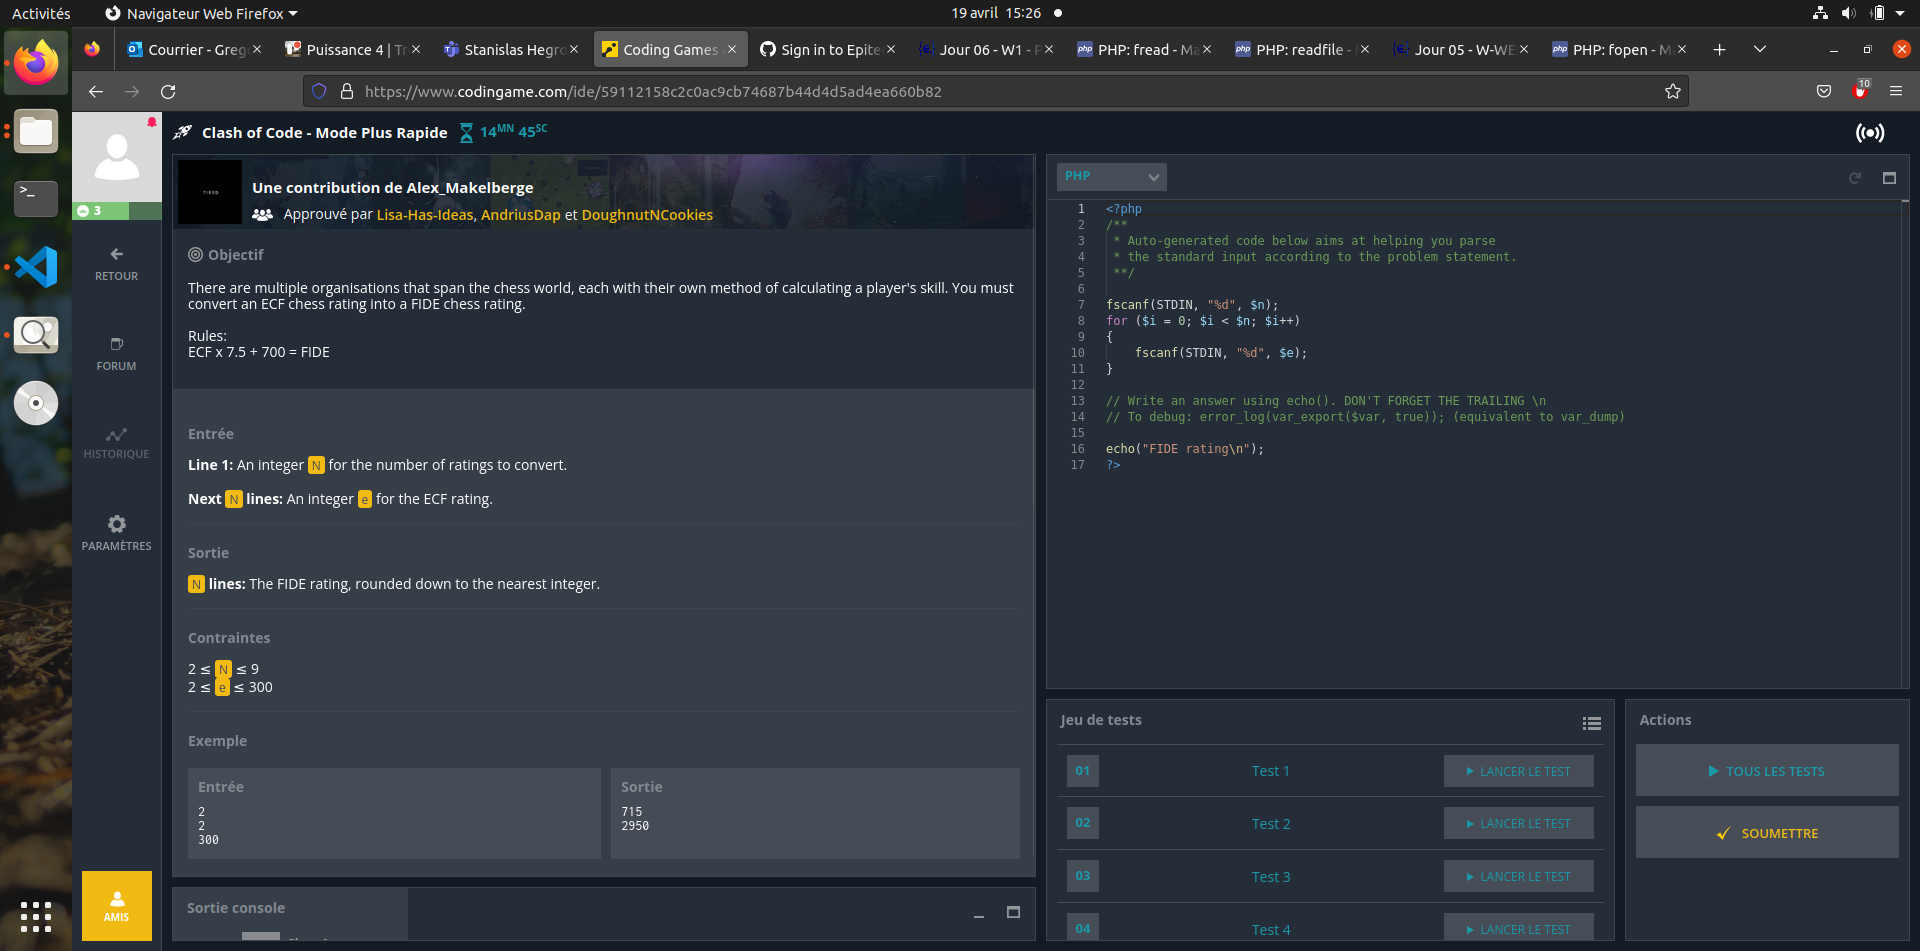 Activités
Navigateur Web Firefox
19 avril 15:26
Courrier - Greg
Puissance 4 | Tr
Stanislas Hegro
Coding Games
Sign in to Epite
Jour 06 - W1 - P
PHP: fread - Ma
PHP: readfile -
Jour 05 - W-WE
PHP: fopen - M
https://www.codingame.com/ide/59112158c2c0ac9cb74687b44d4d5ad4ea660b82
10
Clash of Code - Mode Plus Rapide
14MN 45SC
3
RETOUR
FORUM
HISTORIQUE
PARAMÈTRES
AMIS
TIRED
Une contribution de Alex_Makelberge
Approuvé par Lisa-Has-Ideas, AndriusDap et DoughnutNCookies
Objectif
There are multiple organisations that span the chess world, each with their own method of calculating a player's skill. You must
convert an ECF chess rating into a FIDE chess rating.
Rules:
ECF x 7.5 + 700 = FIDE
Entrée
Line 1: An integer N for the number of ratings to convert.
Next N lines: An integer e for the ECF rating.
Sortie
N lines: The FIDE rating, rounded down to the nearest integer.
Contraintes
2 ≤ N ≤ 9
2 ≤ e ≤ 300
Exemple
Entrée
2
2
300
Sortie
715
2950
Sortie console
PHP
1 <?php
2 /**
3  * Auto-generated code below aims at helping you parse
4  * the standard input according to the problem statement.
5  **/
6
7 fscanf(STDIN, "%d", $n);
8 for ($i = 0; $i < $n; $i++)
9 {
10     fscanf(STDIN, "%d", $e);
11 }
12
13 // Write an answer using echo(). DON'T FORGET THE TRAILING \n
14 // To debug: error_log(var_export($var, true)); (equivalent to var_dump)
15
16 echo("FIDE rating\n");
17 ?>
Jeu de tests
01 Test 1 LANCER LE TEST
02 Test 2 LANCER LE TEST
03 Test 3 LANCER LE TEST
04 Test 4 LANCER LE TEST
Actions
TOUS LES TESTS
SOUMETTRE